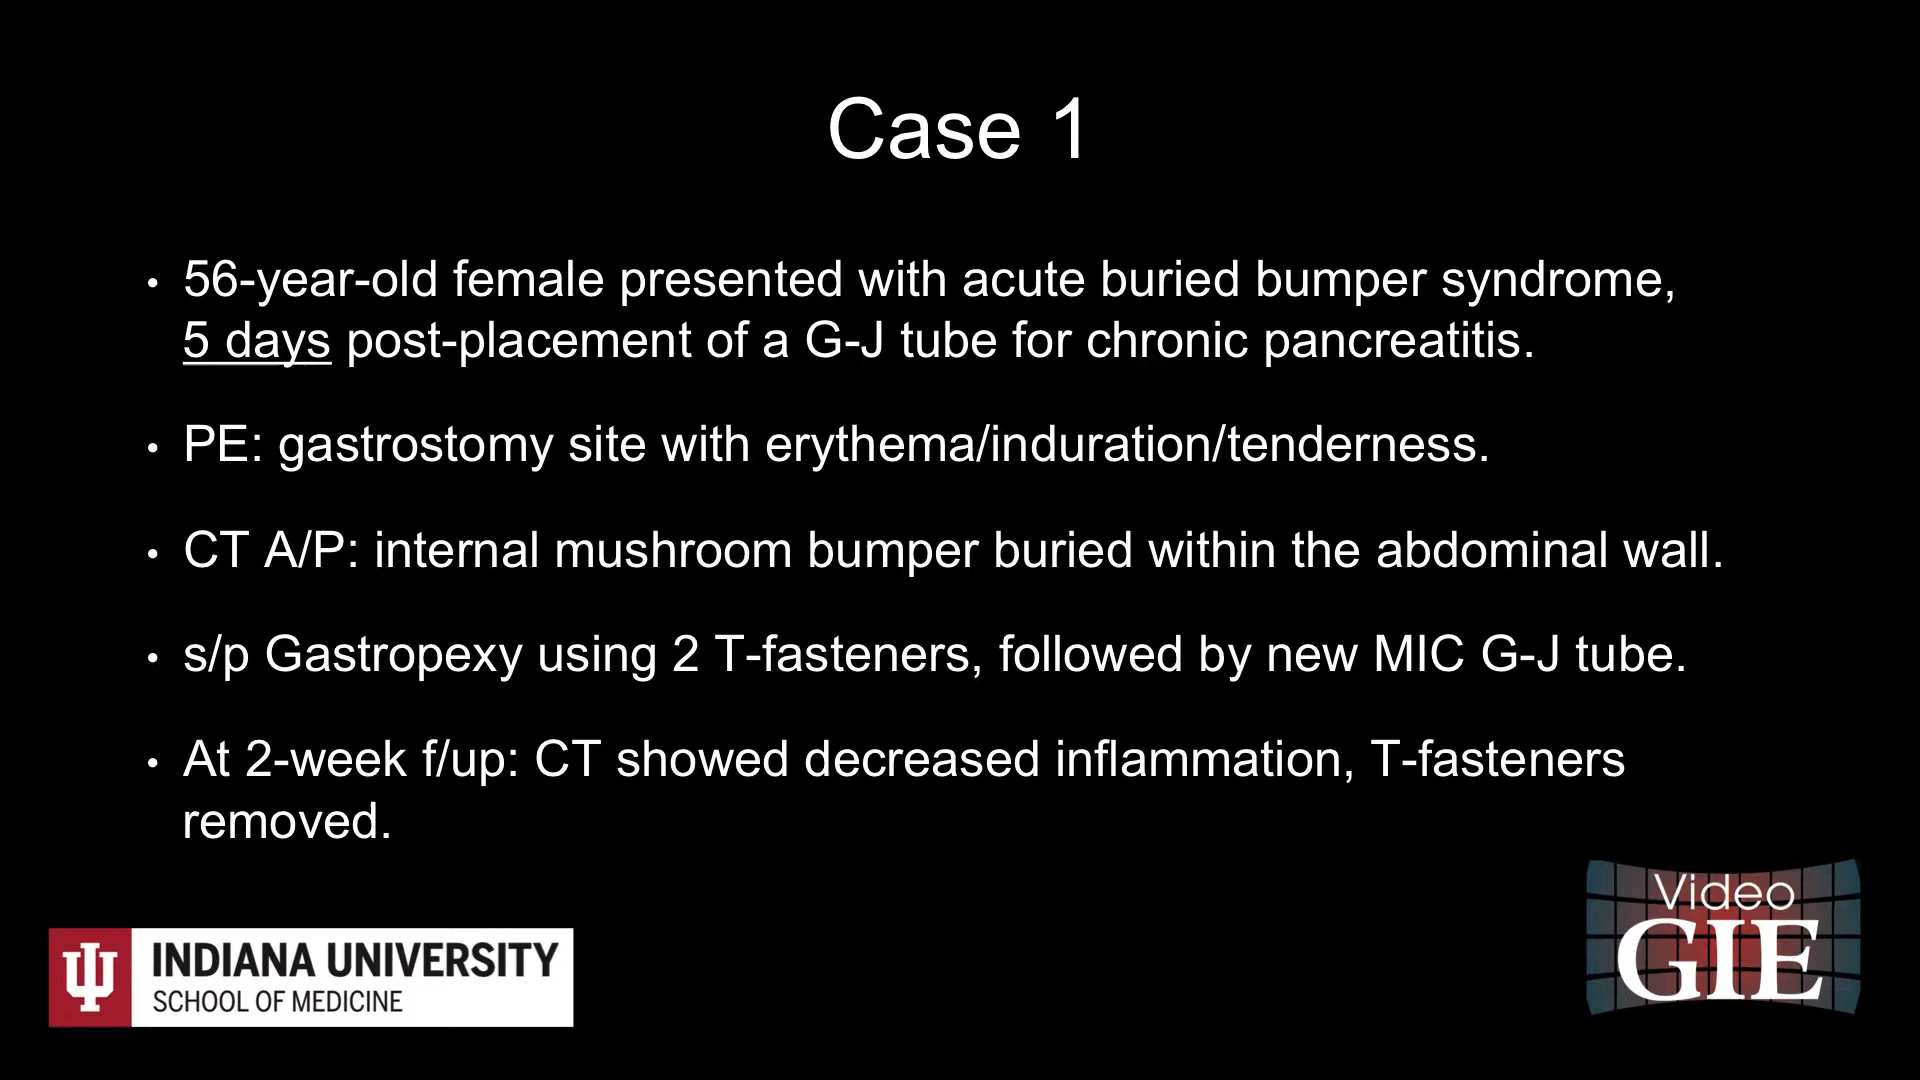 Case 1
• 56-year-old female presented with acute buried bumper syndrome,
5 days post-placement of a G-J tube for chronic pancreatitis.
• PE: gastrostomy site with erythema/induration/tenderness.
• CT A/P: internal mushroom bumper buried within the abdominal wall.
• s/p Gastropexy using 2 T-fasteners, followed by new MIC G-J tube.
• At 2-week f/up: CT showed decreased inflammation, T-fasteners
removed.
INDIANA UNIVERSITY
SCHOOL OF MEDICINE
Video
GIE